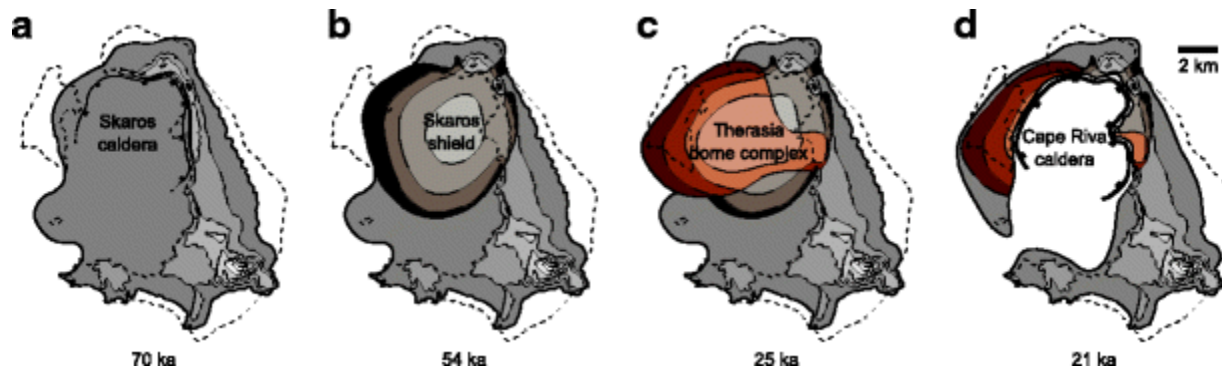 a
b
c
d
2 km
Skaros
caldera
Skaros
shield
Therasia
dome complex
Cape Riva
caldera
70 ka
54 ka
25 ka
21 ka